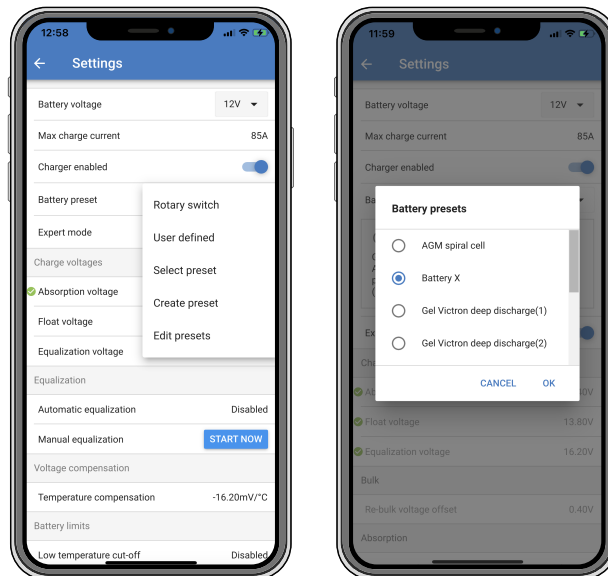 12:58
Settings
Battery voltage 12V
Max charge current 85A
Charger enabled
Battery preset
Rotary switch
User defined
Select preset
Create preset
Edit presets
Expert mode
Charge voltages
Absorption voltage
Float voltage
Equalization voltage
Equalization
Automatic equalization Disabled
Manual equalization START NOW
Voltage compensation
Temperature compensation -16.20mV/°C
Battery limits
Low temperature cut-off Disabled
11:59
Settings
Battery voltage 12V
Max charge current 85A
Charger enabled
Ba
Battery presets
AGM spiral cell
Battery X
Gel Victron deep discharge(1)
Gel Victron deep discharge(2)
CANCEL OK
Ex
Cha
Ab
Float voltage 13.80V
Equalization voltage 16.20V
Bulk
Re-bulk voltage offset 0.40V
Absorption